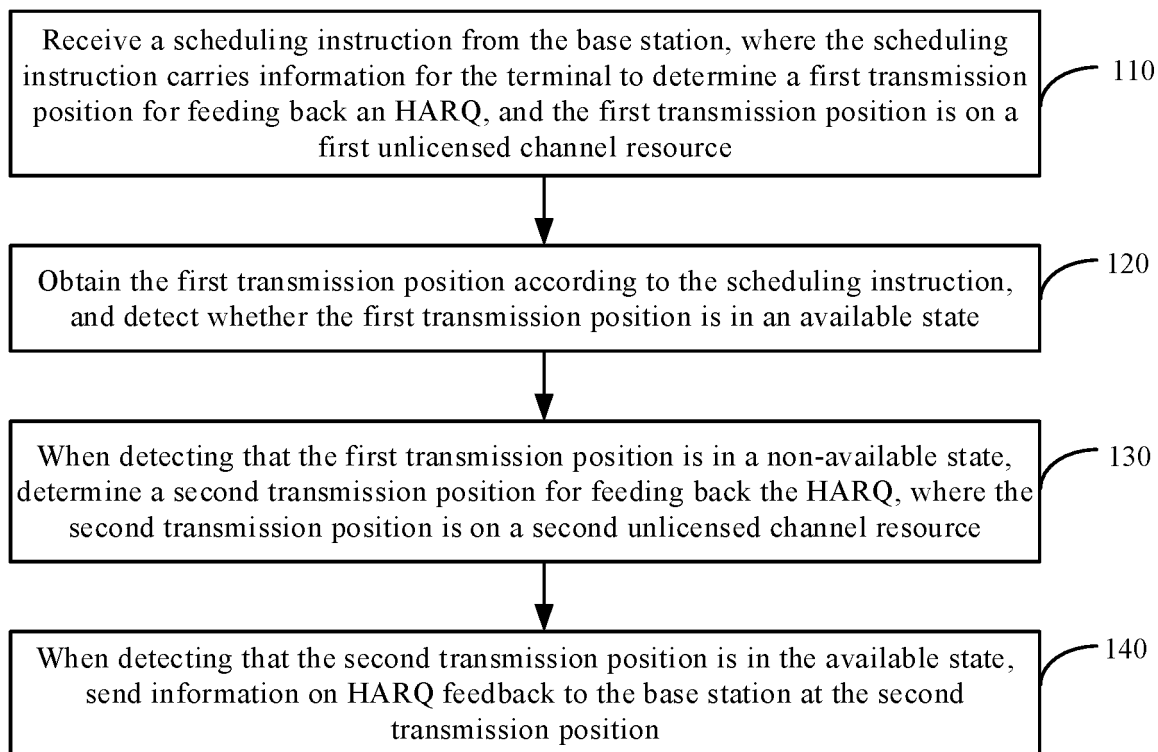 Receive a scheduling instruction from the base station, where the scheduling
instruction carries information for the terminal to determine a first transmission
position for feeding back an HARQ, and the first transmission position is on a
first unlicensed channel resource
110
Obtain the first transmission position according to the scheduling instruction,
and detect whether the first transmission position is in an available state
120
When detecting that the first transmission position is in a non-available state,
determine a second transmission position for feeding back the HARQ, where the
second transmission position is on a second unlicensed channel resource
130
When detecting that the second transmission position is in the available state,
send information on HARQ feedback to the base station at the second
transmission position
140